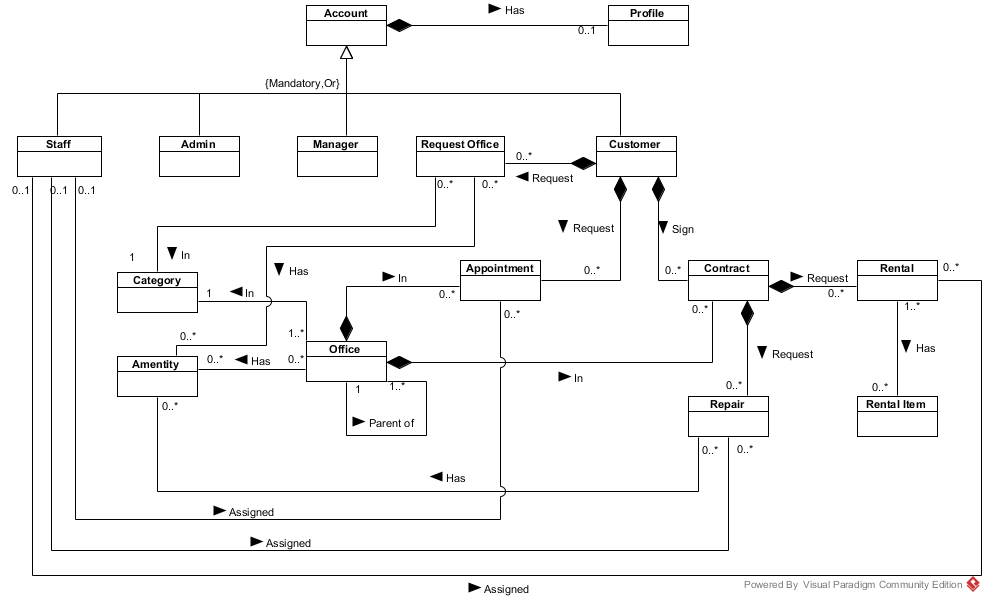 Account
Has
Profile
0..1
{Mandatory,Or}
Staff
Admin
Manager
Request Office
0..*
Customer
Request
0..1
0..1
0..1
0..*
0..*
Request
Sign
1
In
Has
Category
In
Appointment
0..*
0..*
Contract
Request
Rental
0..*
1
In
0..*
0..*
0..*
0..*
1..*
0..*
1..*
Office
Amentity
0..*
Has
0..*
Request
Has
In
1
1..*
0..*
0..*
0..*
Parent of
Repair
Rental Item
0..*
0..*
Has
Assigned
Assigned
Assigned
Powered By Visual Paradigm Community Edition